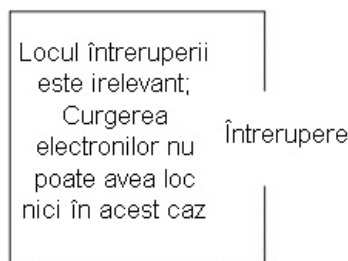 Locul întreruperii
este irelevant;
Curgerea
electronilor nu
poate avea loc
nici în acest caz
Întrerupere